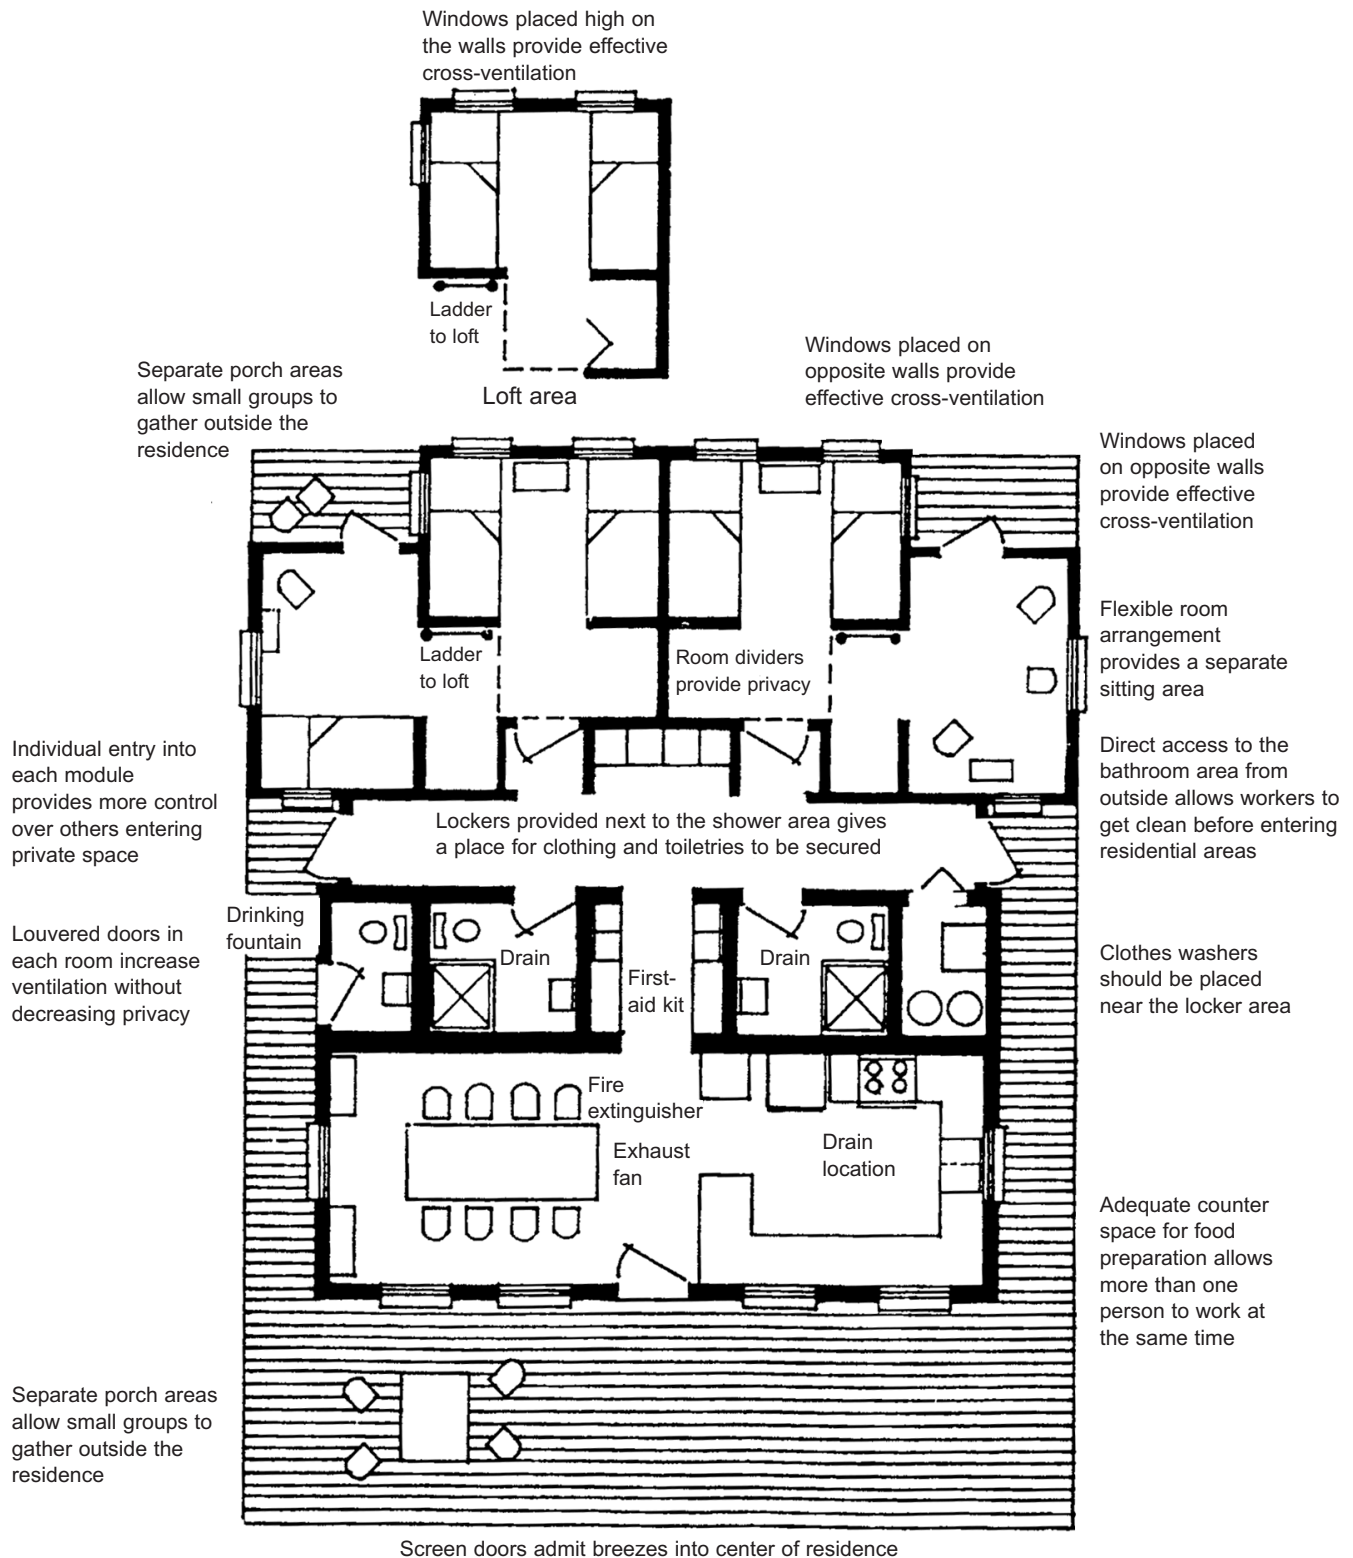 Windows placed high on
the walls provide effective
cross-ventilation
Ladder
to loft
Loft area
Separate porch areas
allow small groups to
gather outside the
residence
Windows placed on
opposite walls provide
effective cross-ventilation
Windows placed
on opposite walls
provide effective
cross-ventilation
Ladder
to loft
Room dividers
provide privacy
Flexible room
arrangement
provides a separate
sitting area
Individual entry into
each module
provides more control
over others entering
private space
Direct access to the
bathroom area from
outside allows workers to
get clean before entering
residential areas
Lockers provided next to the shower area gives
a place for clothing and toiletries to be secured
Louvered doors in
each room increase
ventilation without
decreasing privacy
Drinking
fountain
Drain
First-
aid kit
Drain
Clothes washers
should be placed
near the locker area
Fire
extinguisher
Exhaust
fan
Drain
location
Adequate counter
space for food
preparation allows
more than one
person to work at
the same time
Separate porch areas
allow small groups to
gather outside the
residence
Screen doors admit breezes into center of residence